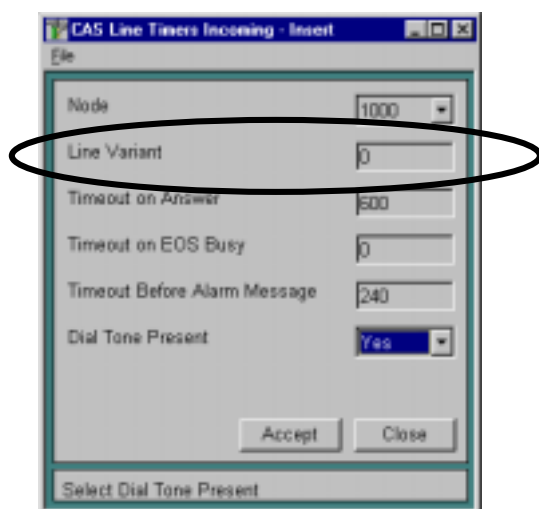 CAS Line Timers Incoming - Insert
File
Node 1000
Line Variant 0
Timeout on Answer 600
Timeout on EOS Busy 0
Timeout Before Alarm Message 240
Dial Tone Present Yes
Accept Close
Select Dial Tone Present